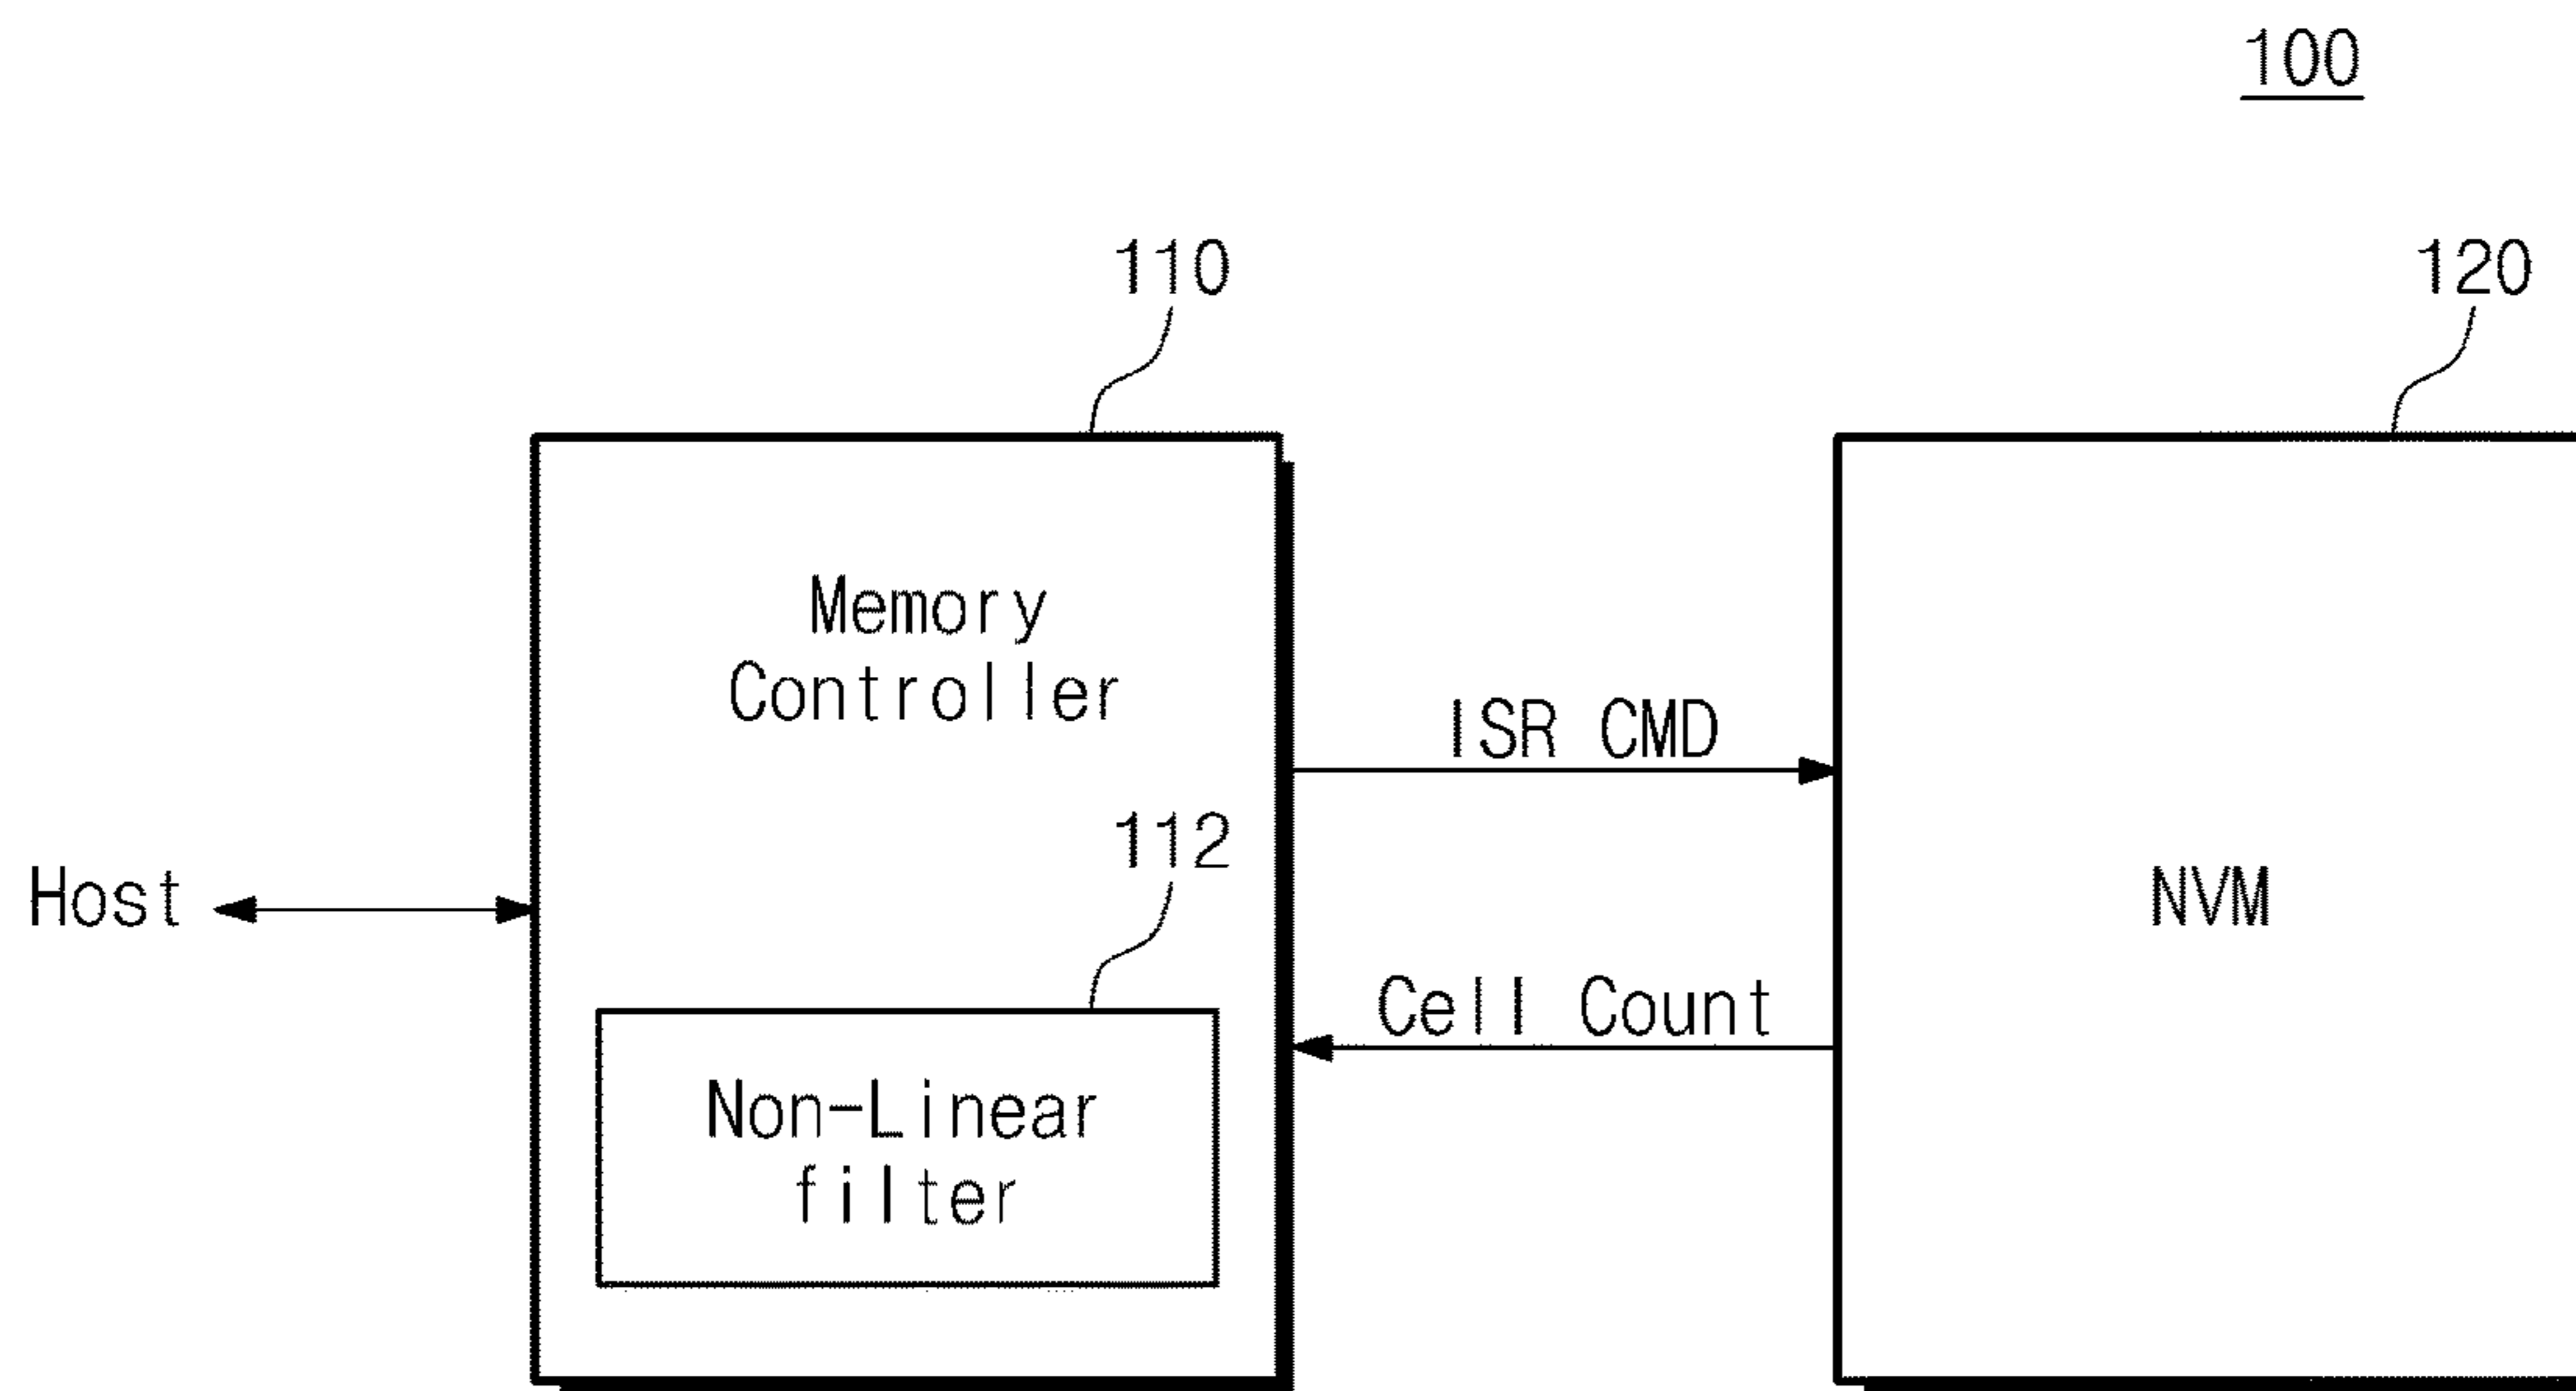 100
110
120
Memory
Controller
ISR CMD
112
Host
NVM
Cell Count
Non-Linear
filter